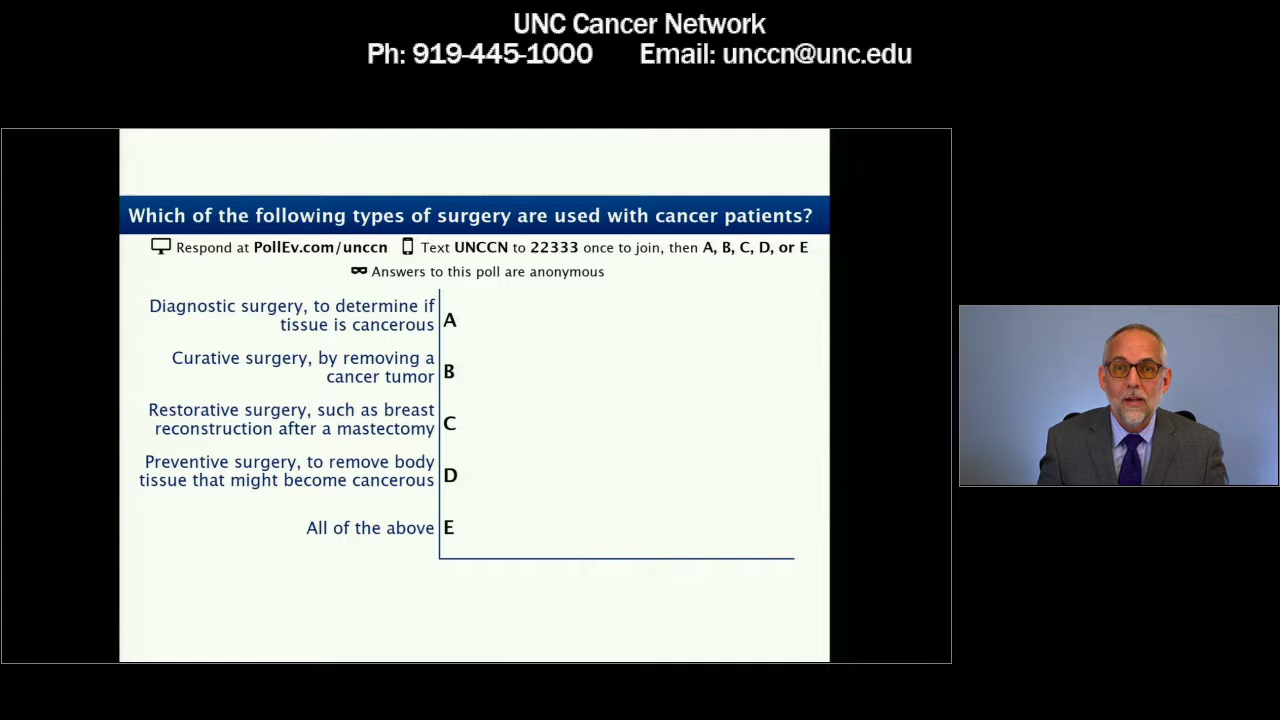 UNC Cancer Network
Ph: 919-445-1000 Email: unccn@unc.edu
Which of the following types of surgery are used with cancer patients?
Respond at PollEv.com/unccn Text UNCCN to 22333 once to join, then A, B, C, D, or E
Answers to this poll are anonymous
Diagnostic surgery, to determine if
tissue is cancerous A
Curative surgery, by removing a
cancer tumor B
Restorative surgery, such as breast
reconstruction after a mastectomy C
Preventive surgery, to remove body
tissue that might become cancerous D
All of the above E